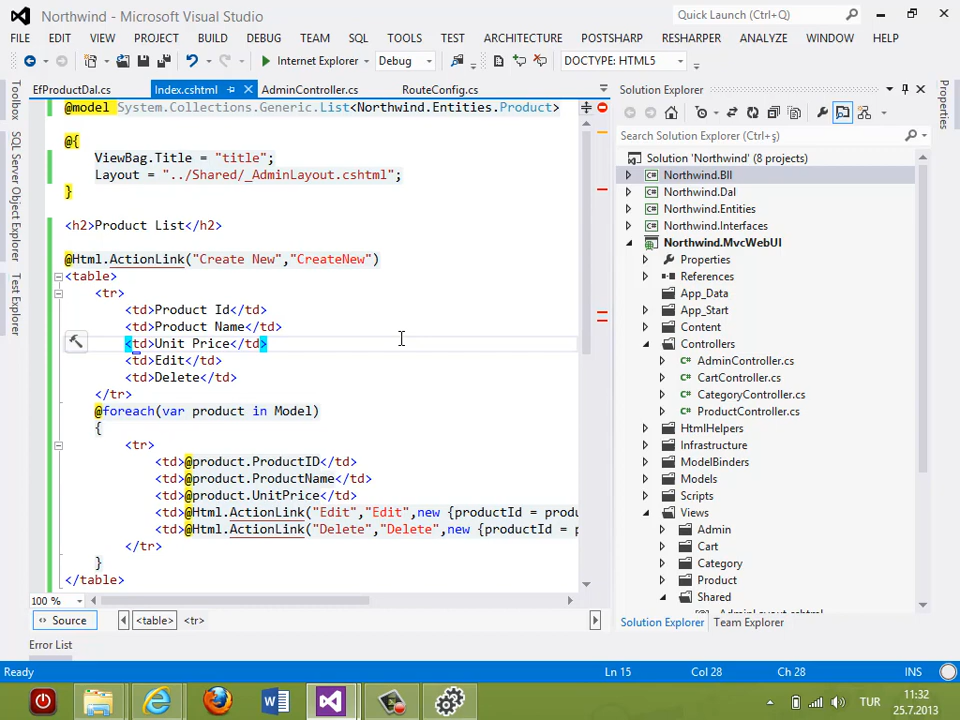 Northwind - Microsoft Visual Studio
Quick Launch (Ctrl+Q)
FILE EDIT VIEW PROJECT BUILD DEBUG TEAM SQL TOOLS TEST ARCHITECTURE POSTSHARP RESHARPER ANALYZE WINDOW HELP
Internet Explorer Debug DOCTYPE: HTML5
EfProductDal.cs Index.cshtml AdminController.cs RouteConfig.cs
Toolbox
SQL Server Object Explorer
Test Explorer
@model System.Collections.Generic.List<Northwind.Entities.Product>
@{
ViewBag.Title = "title";
Layout = "../Shared/_AdminLayout.cshtml";
}
<h2>Product List</h2>
@Html.ActionLink("Create New","CreateNew")
<table>
<tr>
<td>Product Id</td>
<td>Product Name</td>
<td>Unit Price</td>
<td>Edit</td>
<td>Delete</td>
</tr>
@foreach(var product in Model)
{
<tr>
<td>@product.ProductID</td>
<td>@product.ProductName</td>
<td>@product.UnitPrice</td>
<td>@Html.ActionLink("Edit","Edit",new {productId = produ
<td>@Html.ActionLink("Delete","Delete",new {productId = p
</tr>
}
</table>
100 %
Source <table> <tr>
Solution Explorer
Search Solution Explorer (Ctrl+ş)
Solution 'Northwind' (8 projects)
Northwind.Bll
Northwind.Dal
Northwind.Entities
Northwind.Interfaces
Northwind.MvcWebUI
Properties
References
App_Data
App_Start
Content
Controllers
AdminController.cs
CartController.cs
CategoryController.cs
ProductController.cs
HtmlHelpers
Infrastructure
ModelBinders
Models
Scripts
Views
Admin
Cart
Category
Product
Shared
Solution Explorer Team Explorer
Properties
Error List
Ready Ln 15 Col 28 Ch 28 INS
TUR
11:32
25.7.2013